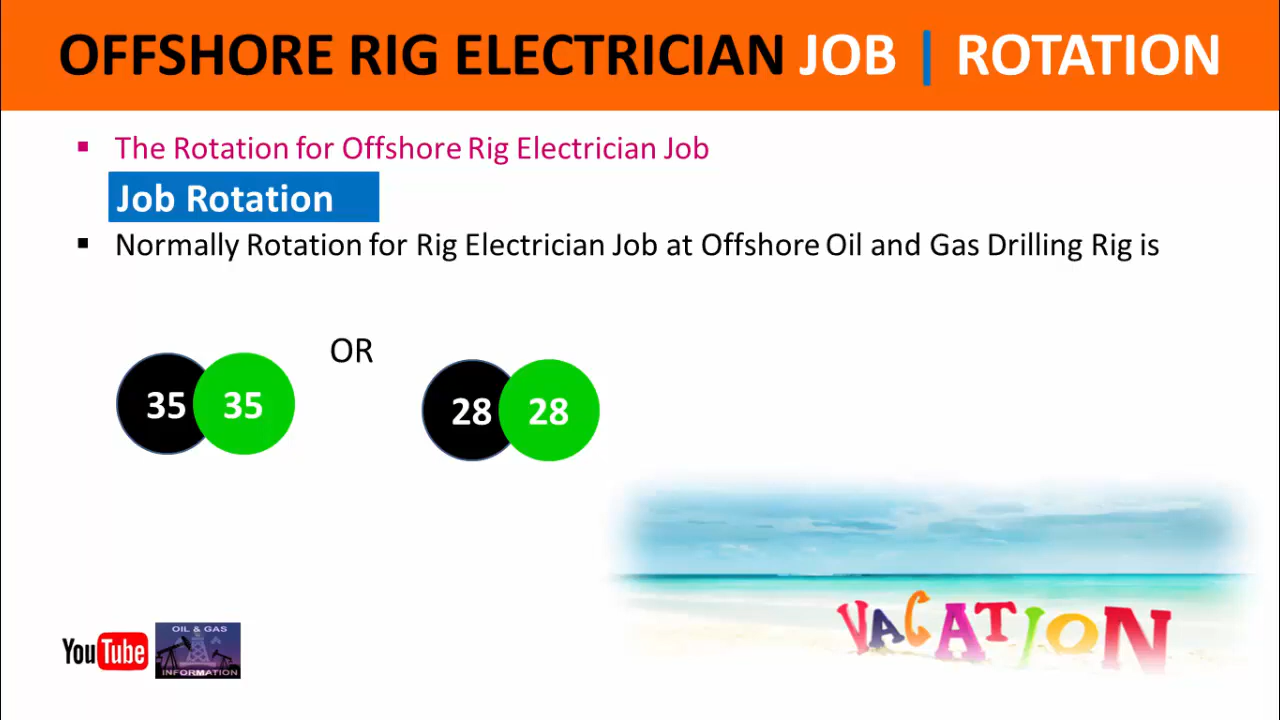 OFFSHORE RIG ELECTRICIAN JOB | ROTATION
The Rotation for Offshore Rig Electrician Job
Job Rotation
Normally Rotation for Rig Electrician Job at Offshore Oil and Gas Drilling Rig is
OR
35 35
28 28
VACATION
YouTube
OIL & GAS
INFORMATION